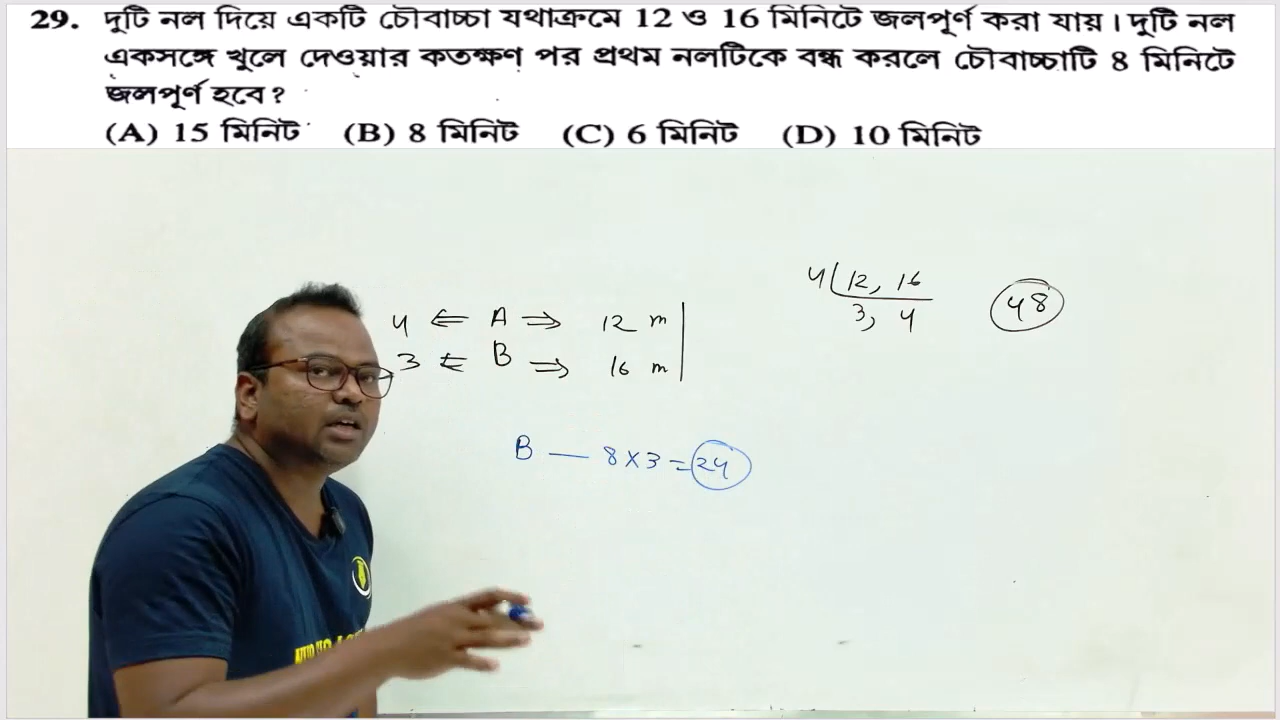 29. দুটি নল দিয়ে একটি চৌবাচ্চা যথাক্রমে 12 ও 16 মিনিটে জলপূর্ণ করা যায়। দুটি নল
একসঙ্গে খুলে দেওয়ার কতক্ষণ পর প্রথম নলটিকে বন্ধ করলে চৌবাচ্চাটি 8 মিনিটে
জলপূর্ণ হবে?
(A) 15 মিনিট (B) 8 মিনিট (C) 6 মিনিট (D) 10 মিনিট
4 ⇐ A ⇒ 12 m
3 ⇐ B ⇒ 16 m
4 12, 16
3, 4
48
B — 8×3=24